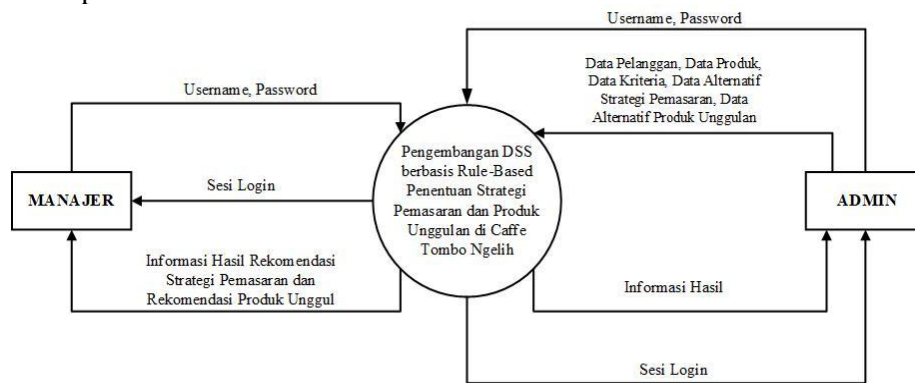 Username, Password
Data Pelanggan, Data Produk,
Data Kriteria, Data Alternatif
Strategi Pemasaran, Data
Alternatif Produk Unggulan
Username, Password
Pengembangan DSS
berbasis Rule-Based
Penentuan Strategi
Pemasaran dan Produk
Unggulan di Caffe
Tombo Ngelih
MANAJER
Sesi Login
ADMIN
Informasi Hasil Rekomendasi
Strategi Pemasaran dan
Rekomendasi Produk Unggul
Informasi Hasil
Sesi Login